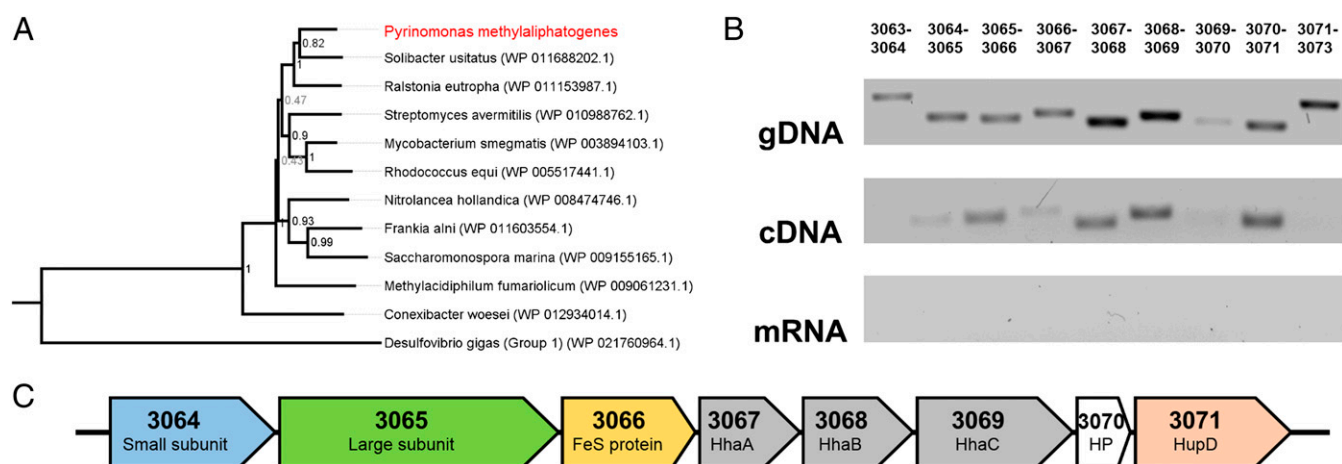 A
Pyrinomonas methylaliphatogenes
0.82
Solibacter usitatus (WP 011688202.1)
1
Ralstonia eutropha (WP 011153987.1)
0.47
Streptomyces avermitilis (WP 010988762.1)
0.9
Mycobacterium smegmatis (WP 003894103.1)
0.43
1
Rhodococcus equi (WP 005517441.1)
Nitrolancea hollandica (WP 008474746.1)
1
0.93
Frankia alni (WP 011603554.1)
0.99
Saccharomonospora marina (WP 009155165.1)
1
Methylacidiphilum fumariolicum (WP 009061231.1)
Conexibacter woesei (WP 012934014.1)
Desulfovibrio gigas (Group 1) (WP 021760964.1)
B
3063- 3064- 3065- 3066- 3067- 3068- 3069- 3070- 3071-
3064 3065 3066 3067 3068 3069 3070 3071 3073
gDNA
cDNA
mRNA
C
3064 3065 3066 3067 3068 3069 3070 3071
Small subunit Large subunit FeS protein HhaA HhaB HhaC HP HupD